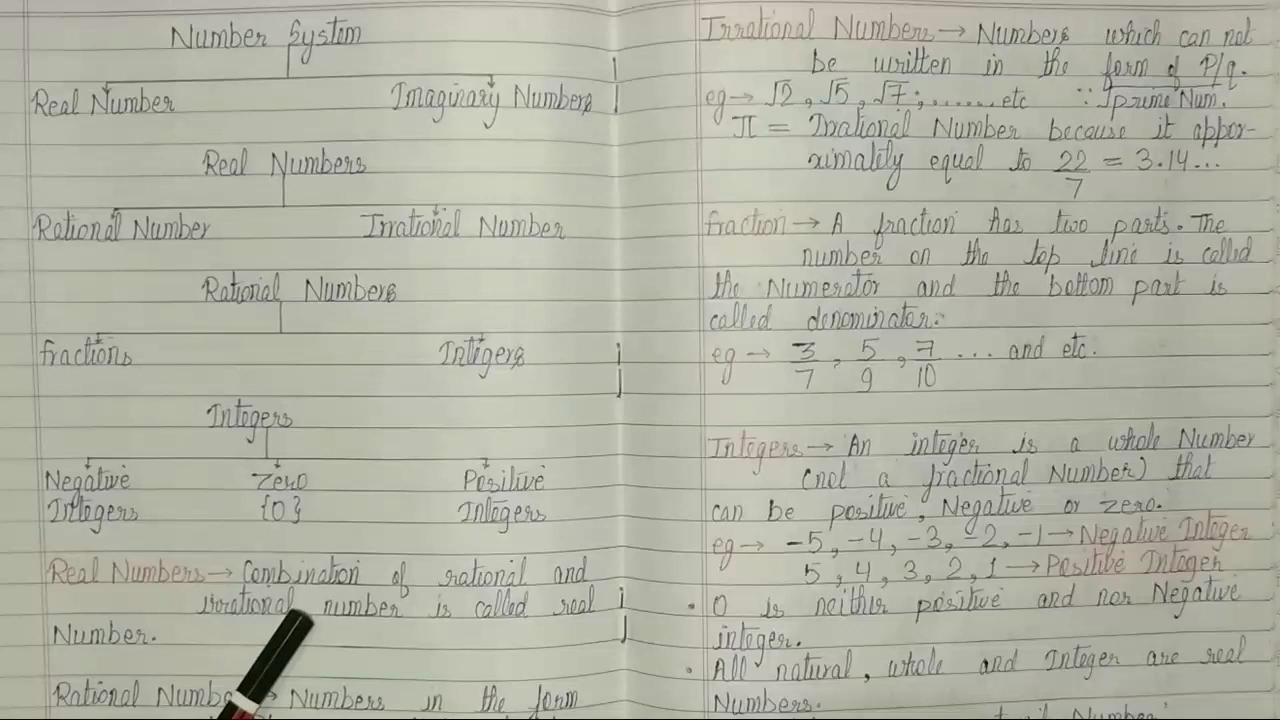 Number System
Real Number Imaginary Numbers
Real Numbers
Rational Number Irrational Number
Rational Numbers
fractions Intigers
Integers
Negative Zero Positive
Integers {0} Integers
Real Numbers → Combination of rational and
irrational number is called real
Number.
Rational Number → Numbers in the form
Irrational Numbers → Numbers which can not
be written in the form of P/q.
eg → √2, √5, √7, ...... etc ∵ √prime Num.
π = Irrational Number because it appor-
ximately equal to 22/7 = 3.14...
fraction → A fraction has two parts. The
number on the top line is called
the Numerator and the bottom part is
called denominator.
eg → 3/7, 5/9, 7/10 ... and etc.
Integers → An integer is a whole Number
(not a fractional Number) that
can be positive, Negative or zero.
eg → -5, -4, -3, -2, -1 → Negative Integer
5, 4, 3, 2, 1 → Positive Integer
• 0 is neither positive and nor Negative
integer.
• All natural, whole and Integer are real
Numbers.
Number